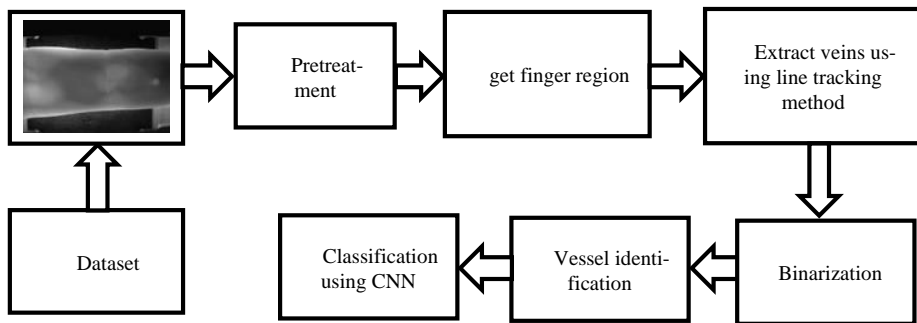 Pretreat-
ment
get finger region
Extract veins us-
ing line tracking
method
Dataset
Classification
using CNN
Vessel identi-
fication
Binarization